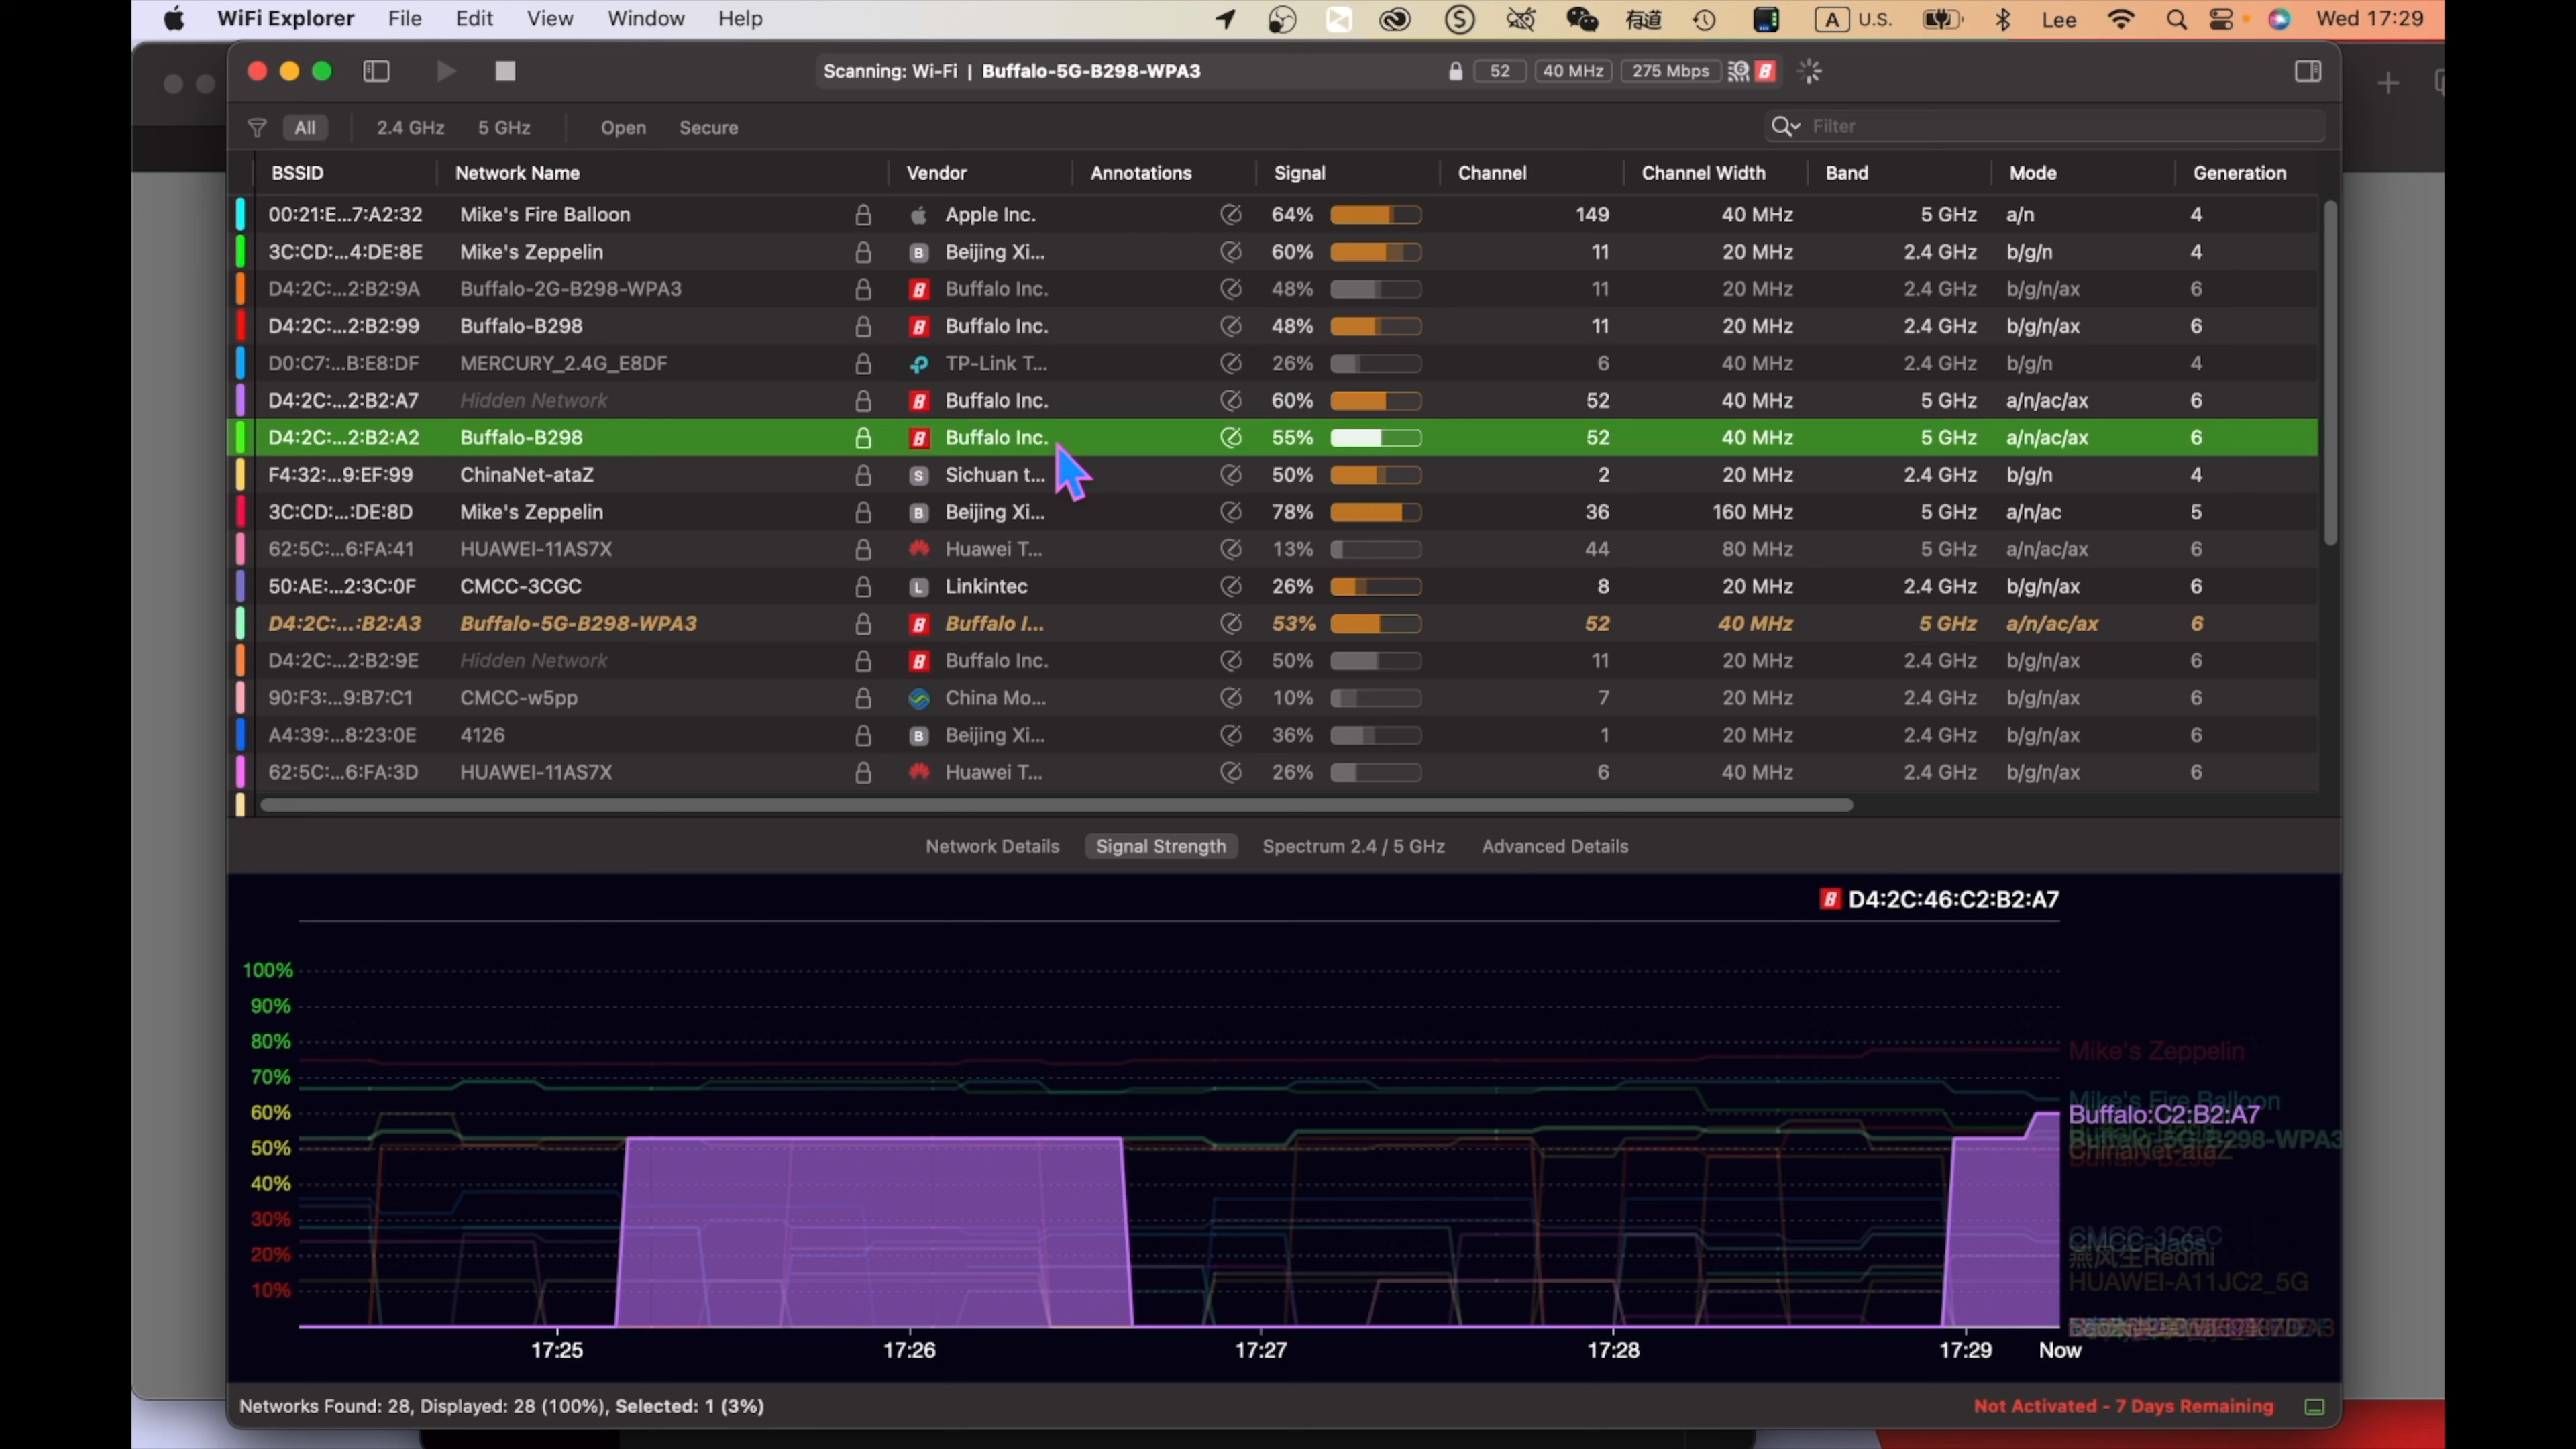 WiFi Explorer File Edit View Window Help 有道 A U.S. Lee Wed 17:29
Scanning: Wi-Fi | Buffalo-5G-B298-WPA3 52 40 MHz 275 Mbps
All 2.4 GHz 5 GHz Open Secure Filter
BSSID Network Name Vendor Annotations Signal Channel Channel Width Band Mode Generation
00:21:E...7:A2:32 Mike's Fire Balloon Apple Inc. 64% 149 40 MHz 5 GHz a/n 4
3C:CD:...4:DE:8E Mike's Zeppelin B Beijing Xi... 60% 11 20 MHz 2.4 GHz b/g/n 4
D4:2C:...2:B2:9A Buffalo-2G-B298-WPA3 Buffalo Inc. 48% 11 20 MHz 2.4 GHz b/g/n/ax 6
D4:2C:...2:B2:99 Buffalo-B298 Buffalo Inc. 48% 11 20 MHz 2.4 GHz b/g/n/ax 6
D0:C7:...B:E8:DF MERCURY_2.4G_E8DF TP-Link T... 26% 6 40 MHz 2.4 GHz b/g/n 4
D4:2C:...2:B2:A7 Hidden Network Buffalo Inc. 60% 52 40 MHz 5 GHz a/n/ac/ax 6
D4:2C:...2:B2:A2 Buffalo-B298 Buffalo Inc. 55% 52 40 MHz 5 GHz a/n/ac/ax 6
F4:32:...9:EF:99 ChinaNet-ataZ S Sichuan t... 50% 2 20 MHz 2.4 GHz b/g/n 4
3C:CD:...:DE:8D Mike's Zeppelin B Beijing Xi... 78% 36 160 MHz 5 GHz a/n/ac 5
62:5C:...6:FA:41 HUAWEI-11AS7X Huawei T... 13% 44 80 MHz 5 GHz a/n/ac/ax 6
50:AE:...2:3C:0F CMCC-3CGC L Linkintec 26% 8 20 MHz 2.4 GHz b/g/n/ax 6
D4:2C:...:B2:A3 Buffalo-5G-B298-WPA3 Buffalo I... 53% 52 40 MHz 5 GHz a/n/ac/ax 6
D4:2C:...2:B2:9E Hidden Network Buffalo Inc. 50% 11 20 MHz 2.4 GHz b/g/n/ax 6
90:F3:...9:B7:C1 CMCC-w5pp China Mo... 10% 7 20 MHz 2.4 GHz b/g/n/ax 6
A4:39:...8:23:0E 4126 B Beijing Xi... 36% 1 20 MHz 2.4 GHz b/g/n/ax 6
62:5C:...6:FA:3D HUAWEI-11AS7X Huawei T... 26% 6 40 MHz 2.4 GHz b/g/n/ax 6
Network Details Signal Strength Spectrum 2.4 / 5 GHz Advanced Details
D4:2C:46:C2:B2:A7
100%
90%
80%
Mike's Zeppelin
70%
Mike's Fire Balloon
60%
Buffalo:C2:B2:A7
50%
ChinaNet-ataZ
40%
30%
CMCC-3CGC
20%
HUAWEI-A11JC2_5G
10%
17:25 17:26 17:27 17:28 17:29 Now
Networks Found: 28, Displayed: 28 (100%), Selected: 1 (3%) Not Activated - 7 Days Remaining